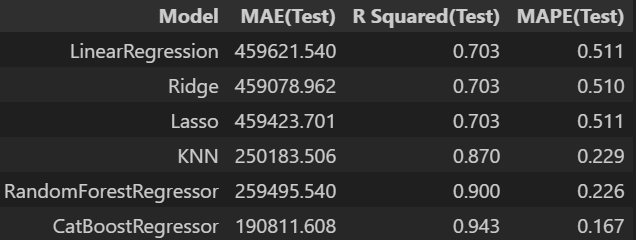 Model MAE(Test) R Squared(Test) MAPE(Test)
LinearRegression 459621.540 0.703 0.511
Ridge 459078.962 0.703 0.510
Lasso 459423.701 0.703 0.511
KNN 250183.506 0.870 0.229
RandomForestRegressor 259495.540 0.900 0.226
CatBoostRegressor 190811.608 0.943 0.167